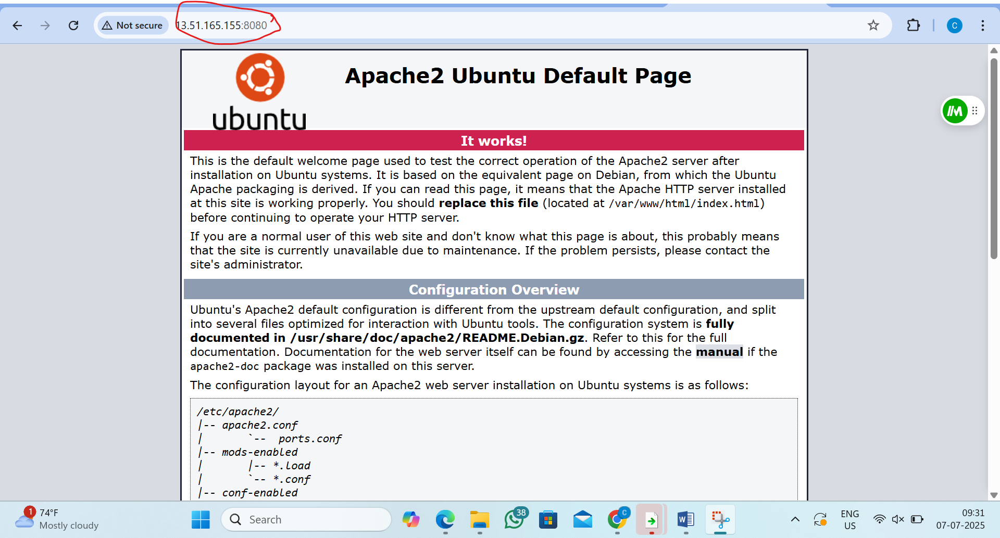 Not secure
13.51.165.155:8080
C
ubuntu
Apache2 Ubuntu Default Page
It works!
This is the default welcome page used to test the correct operation of the Apache2 server after
installation on Ubuntu systems. It is based on the equivalent page on Debian, from which the Ubuntu
Apache packaging is derived. If you can read this page, it means that the Apache HTTP server installed
at this site is working properly. You should replace this file (located at /var/www/html/index.html)
before continuing to operate your HTTP server.
If you are a normal user of this web site and don't know what this page is about, this probably means
that the site is currently unavailable due to maintenance. If the problem persists, please contact the
site's administrator.
Configuration Overview
Ubuntu's Apache2 default configuration is different from the upstream default configuration, and split
into several files optimized for interaction with Ubuntu tools. The configuration system is fully
documented in /usr/share/doc/apache2/README.Debian.gz. Refer to this for the full
documentation. Documentation for the web server itself can be found by accessing the manual if the
apache2-doc package was installed on this server.
The configuration layout for an Apache2 web server installation on Ubuntu systems is as follows:
/etc/apache2/
|-- apache2.conf
|       `--  ports.conf
|-- mods-enabled
|       |-- *.load
|       `-- *.conf
|-- conf-enabled
1
74°F
Mostly cloudy
Search
38
C
W
ENG
US
09:31
07-07-2025